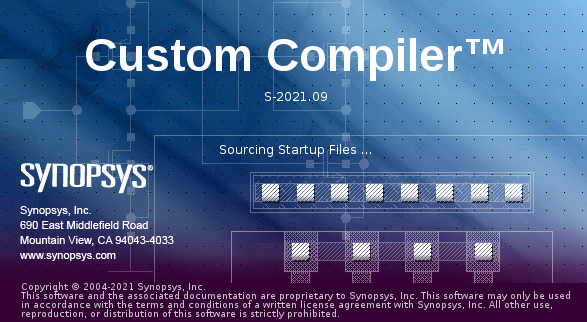 Custom Compiler™
S-2021.09
Sourcing Startup Files ...
SYNOPSYS®
Synopsys, Inc.
690 East Middlefield Road
Mountain View, CA 94043-4033
www.synopsys.com
Copyright © 2004-2021 Synopsys, Inc.
This software and the associated documentation are proprietary to Synopsys, Inc. This software may only be used
in accordance with the terms and conditions of a written license agreement with Synopsys, Inc. All other use,
reproduction, or distribution of this software is strictly prohibited.